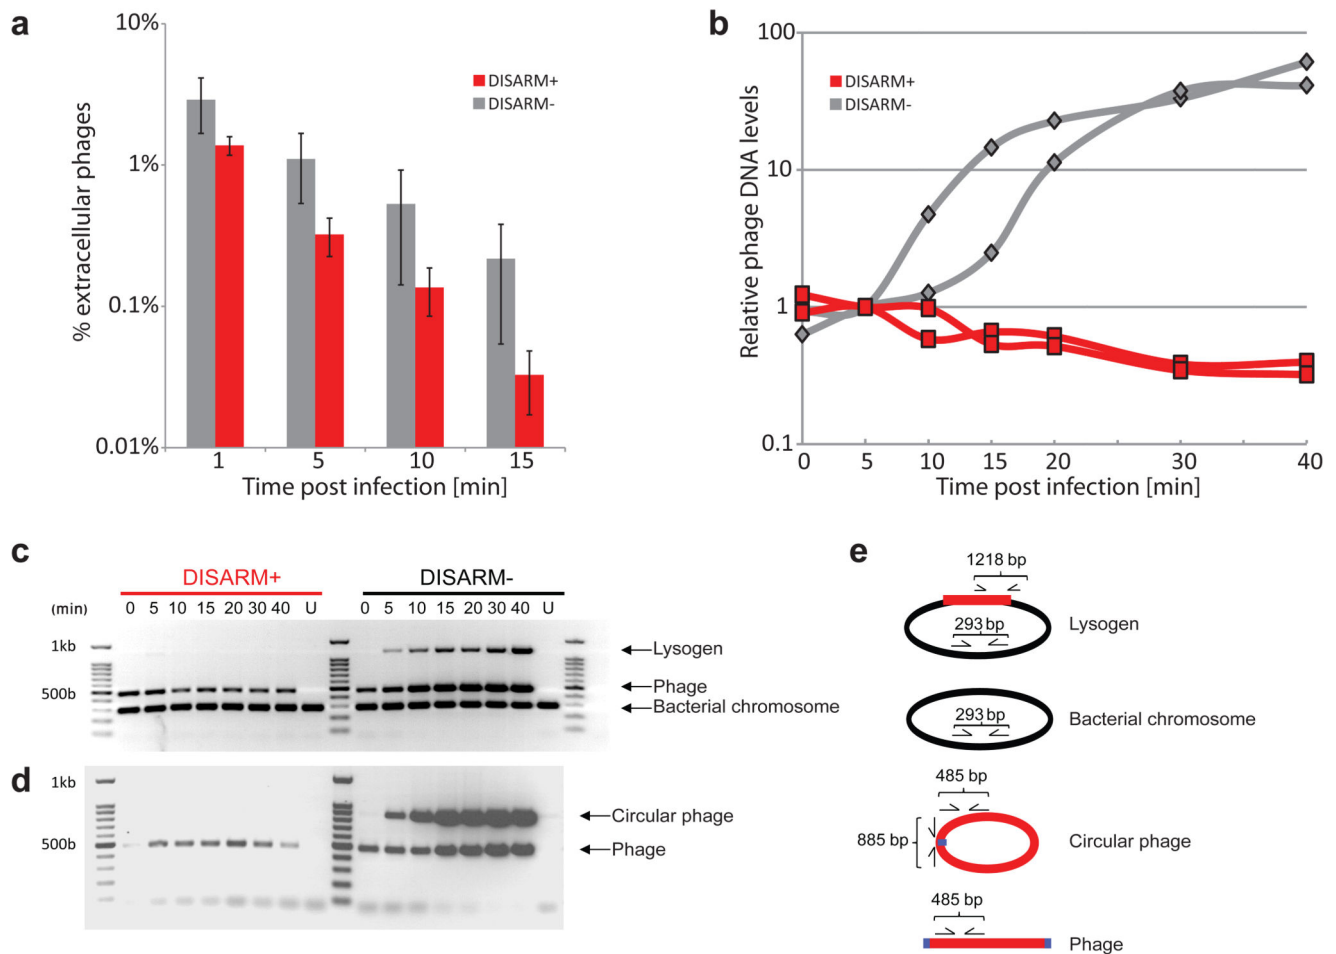 a
10%
1%
0.1%
0.01%
% extracellular phages
DISARM+
DISARM-
1 5 10 15
Time post infection [min]
b
100
10
1
0.1
Relative phage DNA levels
DISARM+
DISARM-
0 5 10 15 20 30 40
Time post infection [min]
c
DISARM+ DISARM-
(min) 0 5 10 15 20 30 40 U 0 5 10 15 20 30 40 U
1kb
500b
Lysogen
Phage
Bacterial chromosome
d
1kb
500b
Circular phage
Phage
e
1218 bp
293 bp
Lysogen
293 bp
Bacterial chromosome
485 bp
885 bp
Circular phage
485 bp
Phage